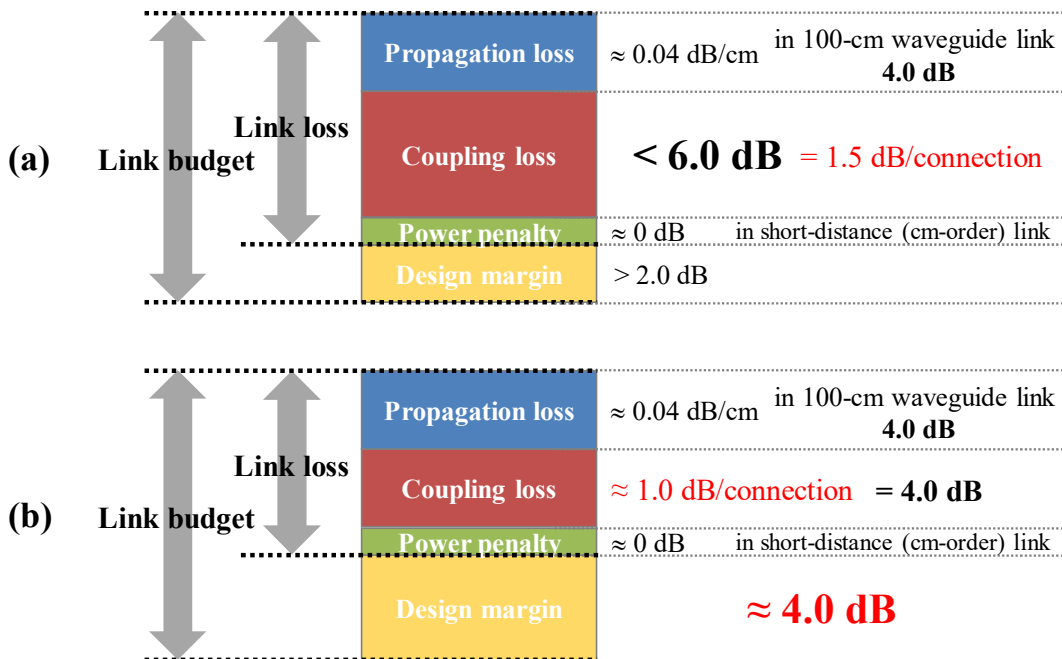 Propagation loss ≈ 0.04 dB/cm in 100-cm waveguide link
4.0 dB
Link loss
(a) Link budget Coupling loss < 6.0 dB = 1.5 dB/connection
Power penalty ≈ 0 dB in short-distance (cm-order) link
Design margin > 2.0 dB
Propagation loss ≈ 0.04 dB/cm in 100-cm waveguide link
4.0 dB
Link loss
Coupling loss ≈ 1.0 dB/connection = 4.0 dB
(b) Link budget
Power penalty ≈ 0 dB in short-distance (cm-order) link
Design margin ≈ 4.0 dB